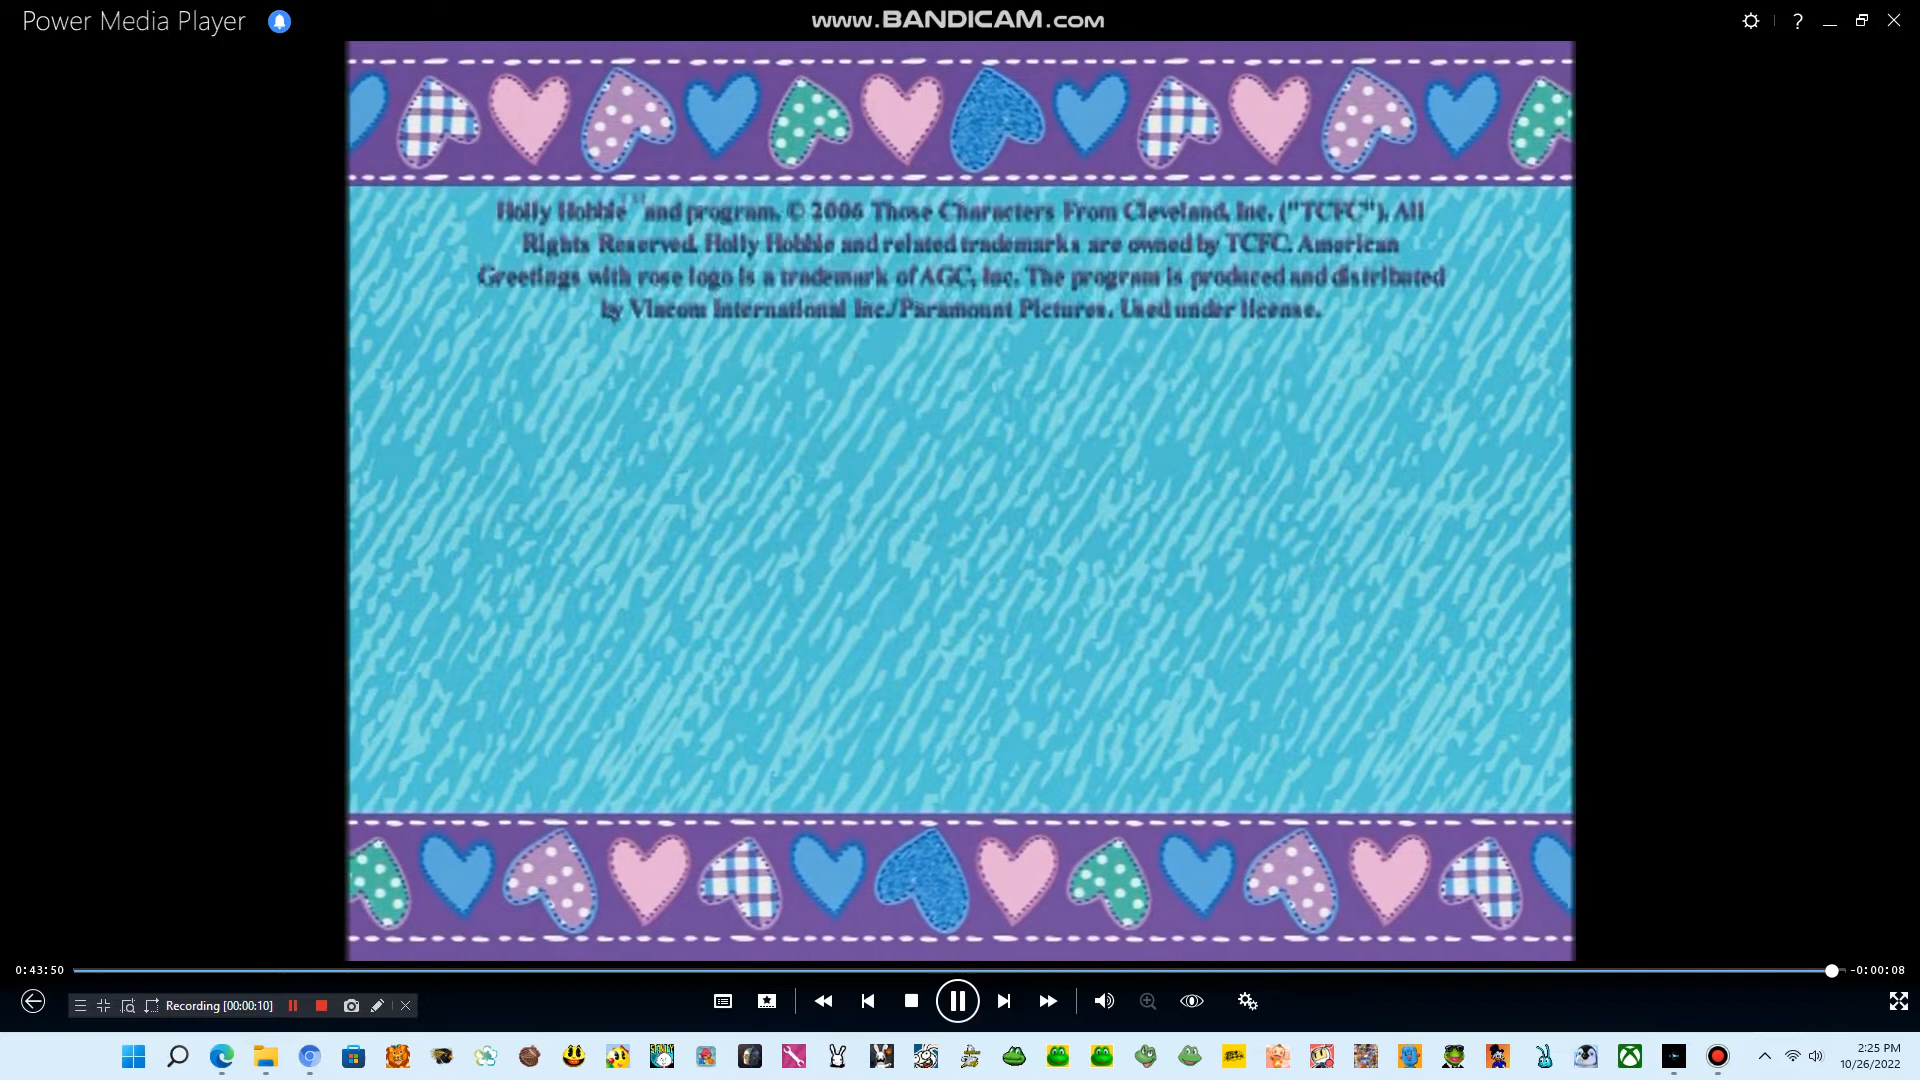 Power Media Player
www.BANDICAM.com
Holly Hobbie™ and program, © 2006 Those Characters From Cleveland, Inc. ("TCFC"). All
Rights Reserved. Holly Hobbie and related trademarks are owned by TCFC. American
Greetings with rose logo is a trademark of AGC, Inc. The program is produced and distributed
by Viacom International Inc./Paramount Pictures. Used under license.
0:43:50
-0:00:08
Recording [00:00:10]
2:25 PM
10/26/2022